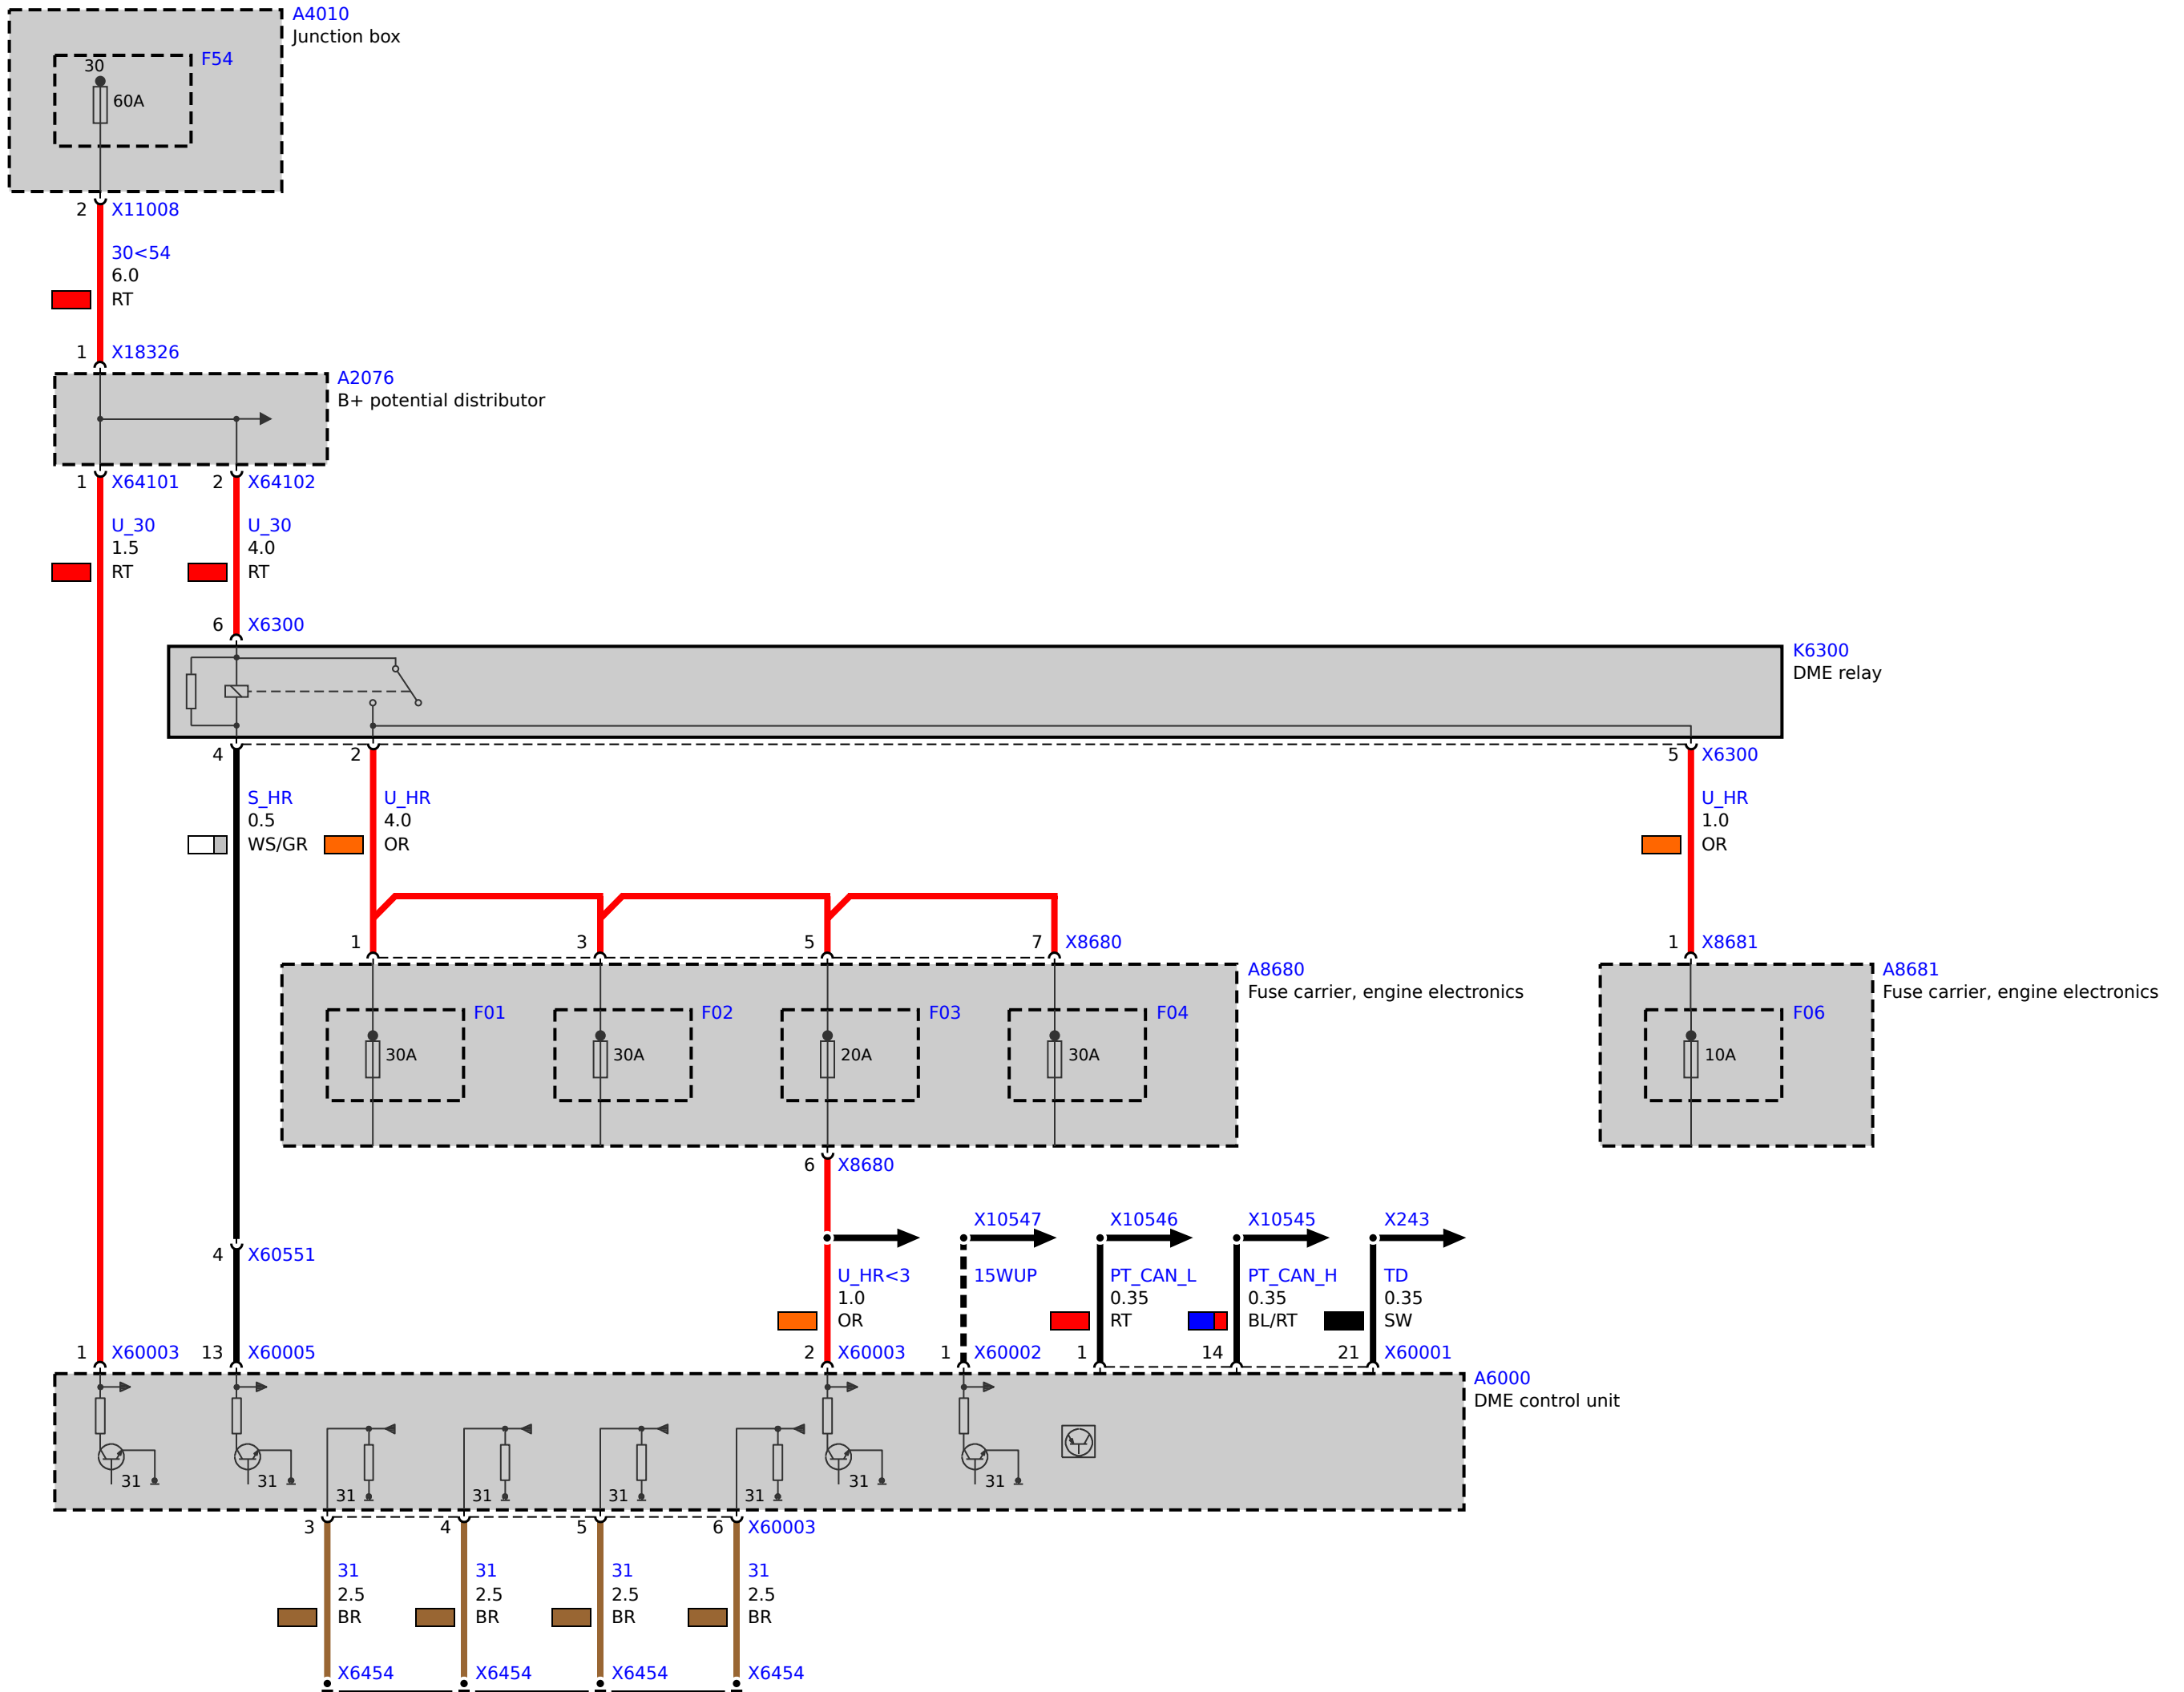 A4010
Junction box
F54
30
60A
2 X11008
30<54
6.0
RT
1 X18326
A2076
B+ potential distributor
1 X64101 2 X64102
U_30 U_30
1.5 4.0
RT RT
6 X6300
K6300
DME relay
4 2 5 X6300
S_HR U_HR U_HR
0.5 4.0 1.0
WS/GR OR OR
1 3 5 7 X8680 1 X8681
A8680 A8681
Fuse carrier, engine electronics Fuse carrier, engine electronics
F01 F02 F03 F04 F06
30A 30A 20A 30A 10A
6 X8680
X10547 X10546 X10545 X243
4 X60551
U_HR<3 15WUP PT_CAN_L PT_CAN_H TD
1.0 0.35 0.35 0.35
OR RT BL/RT SW
1 X60003 13 X60005 2 X60003 1 X60002 1 14 21 X60001
A6000
DME control unit
31 31 31 31
31 31 31 31
3 4 5 6 X60003
31 31 31 31
2.5 2.5 2.5 2.5
BR BR BR BR
X6454 X6454 X6454 X6454